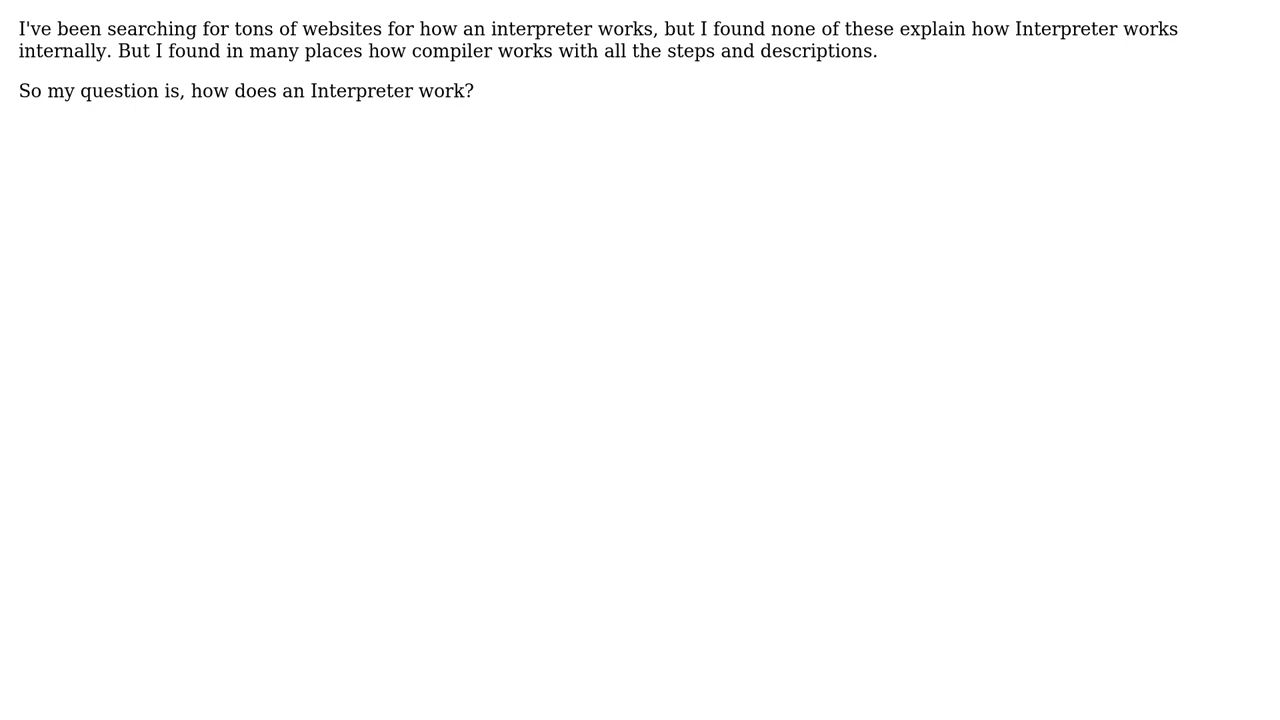 I've been searching for tons of websites for how an interpreter works, but I found none of these explain how Interpreter works
internally. But I found in many places how compiler works with all the steps and descriptions.
So my question is, how does an Interpreter work?